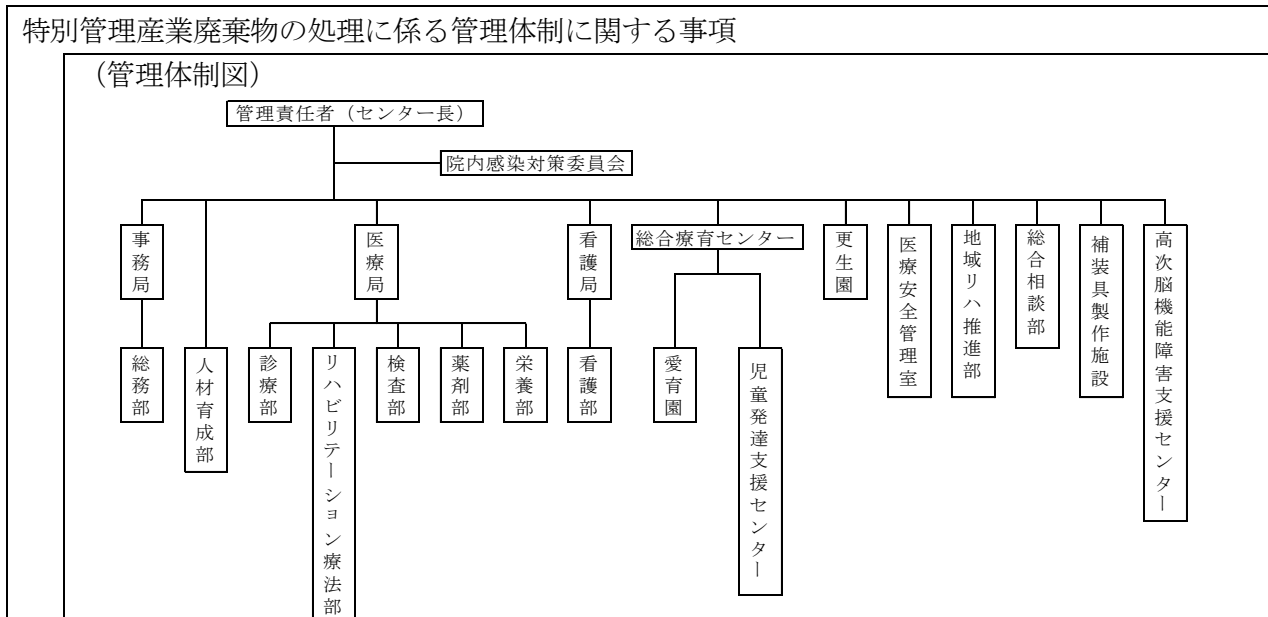 特別管理産業廃棄物の処理に係る管理体制に関する事項
（管理体制図）
管理責任者（センター長）
院内感染対策委員会
事務局
医療局
看護局
総合療育センター
更生園
医療安全管理室
地域リハ推進部
総合相談部
補装具製作施設
高次脳機能障害支援センター
総務部
人材育成部
診療部
リハビリテーション療法部
検査部
薬剤部
栄養部
看護部
愛育園
児童発達支援センター